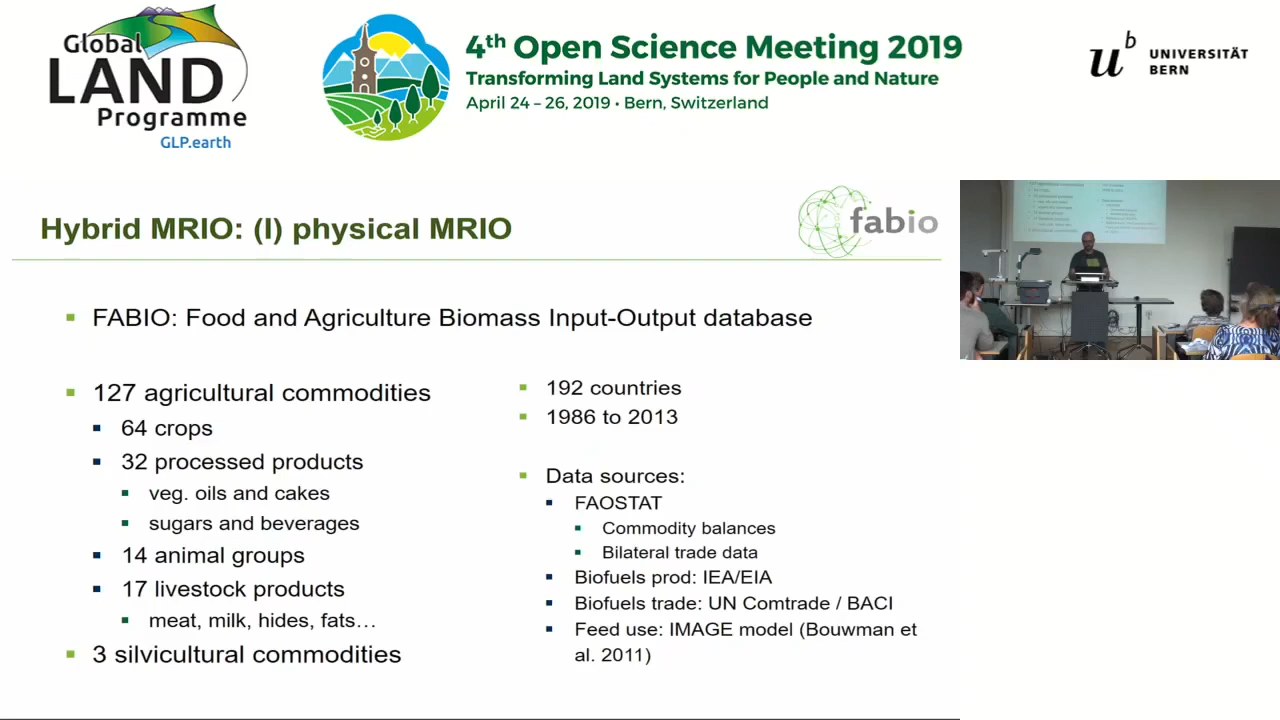 Global
LAND
Programme
GLP.earth
4th Open Science Meeting 2019
Transforming Land Systems for People and Nature
April 24 – 26, 2019 • Bern, Switzerland
u b
UNIVERSITÄT
BERN
Hybrid MRIO: (I) physical MRIO
fabio
FABIO: Food and Agriculture Biomass Input-Output database
127 agricultural commodities
64 crops
32 processed products
veg. oils and cakes
sugars and beverages
14 animal groups
17 livestock products
meat, milk, hides, fats…
3 silvicultural commodities
192 countries
1986 to 2013
Data sources:
FAOSTAT
Commodity balances
Bilateral trade data
Biofuels prod: IEA/EIA
Biofuels trade: UN Comtrade / BACI
Feed use: IMAGE model (Bouwman et
al. 2011)